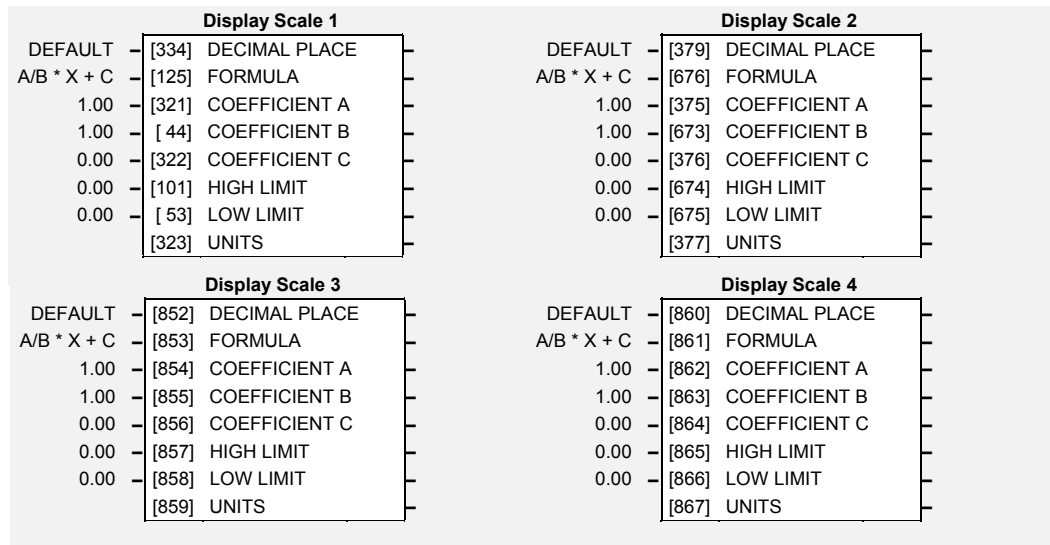 Display Scale 1
DEFAULT – [334] DECIMAL PLACE –
A/B * X + C – [125] FORMULA –
1.00 – [321] COEFFICIENT A –
1.00 – [ 44] COEFFICIENT B –
0.00 – [322] COEFFICIENT C –
0.00 – [101] HIGH LIMIT –
0.00 – [ 53] LOW LIMIT –
[323] UNITS –
Display Scale 2
DEFAULT – [379] DECIMAL PLACE –
A/B * X + C – [676] FORMULA –
1.00 – [375] COEFFICIENT A –
1.00 – [673] COEFFICIENT B –
0.00 – [376] COEFFICIENT C –
0.00 – [674] HIGH LIMIT –
0.00 – [675] LOW LIMIT –
[377] UNITS –
Display Scale 3
DEFAULT – [852] DECIMAL PLACE –
A/B * X + C – [853] FORMULA –
1.00 – [854] COEFFICIENT A –
1.00 – [855] COEFFICIENT B –
0.00 – [856] COEFFICIENT C –
0.00 – [857] HIGH LIMIT –
0.00 – [858] LOW LIMIT –
[859] UNITS –
Display Scale 4
DEFAULT – [860] DECIMAL PLACE –
A/B * X + C – [861] FORMULA –
1.00 – [862] COEFFICIENT A –
1.00 – [863] COEFFICIENT B –
0.00 – [864] COEFFICIENT C –
0.00 – [865] HIGH LIMIT –
0.00 – [866] LOW LIMIT –
[867] UNITS –